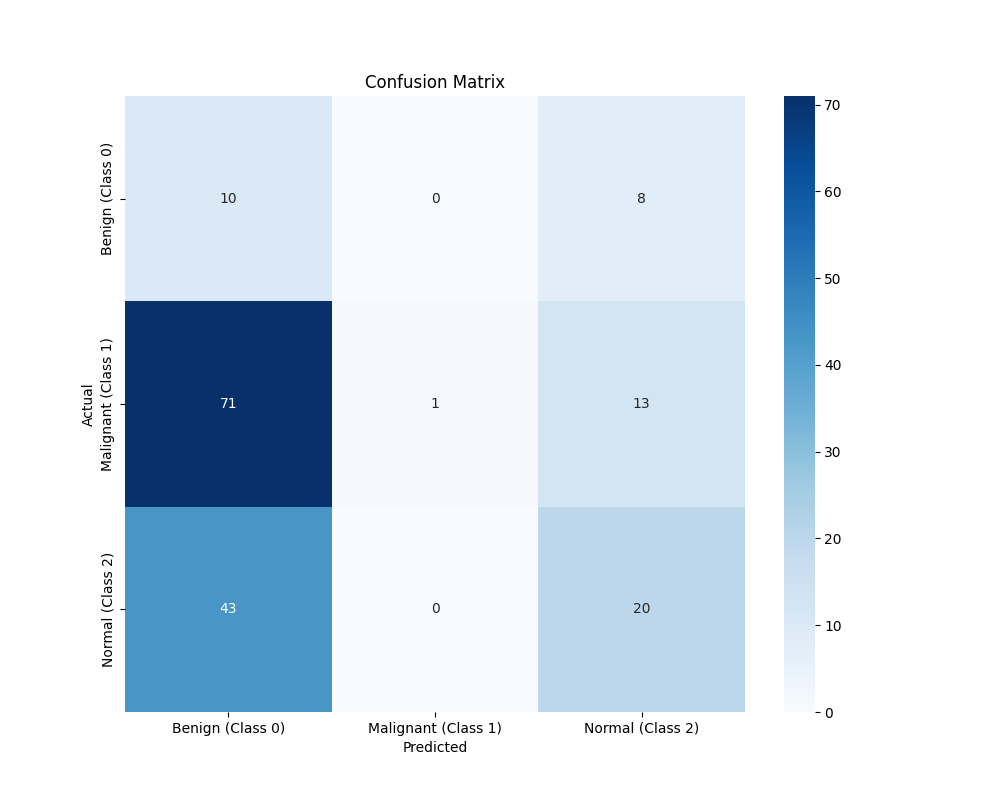 Confusion Matrix
Actual
Benign (Class 0)
10
0
8
Malignant (Class 1)
71
1
13
Normal (Class 2)
43
0
20
Benign (Class 0)
Malignant (Class 1)
Normal (Class 2)
Predicted
70
60
50
40
30
20
10
0